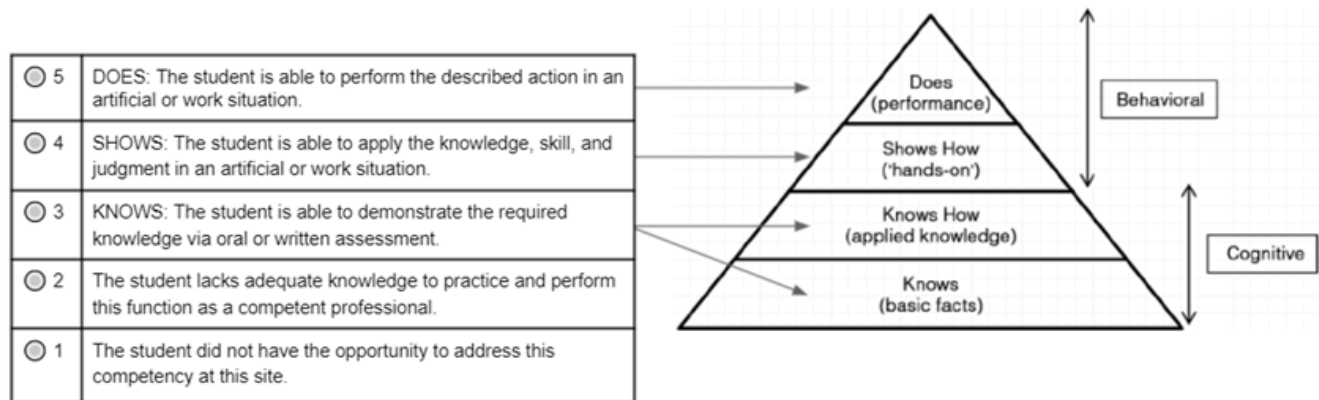 5 DOES: The student is able to perform the described action in an
artificial or work situation.
4 SHOWS: The student is able to apply the knowledge, skill, and
judgment in an artificial or work situation.
3 KNOWS: The student is able to demonstrate the required
knowledge via oral or written assessment.
2 The student lacks adequate knowledge to practice and perform
this function as a competent professional.
1 The student did not have the opportunity to address this
competency at this site.
Does
(performance)
Shows How
('hands-on')
Knows How
(applied knowledge)
Knows
(basic facts)
Behavioral
Cognitive